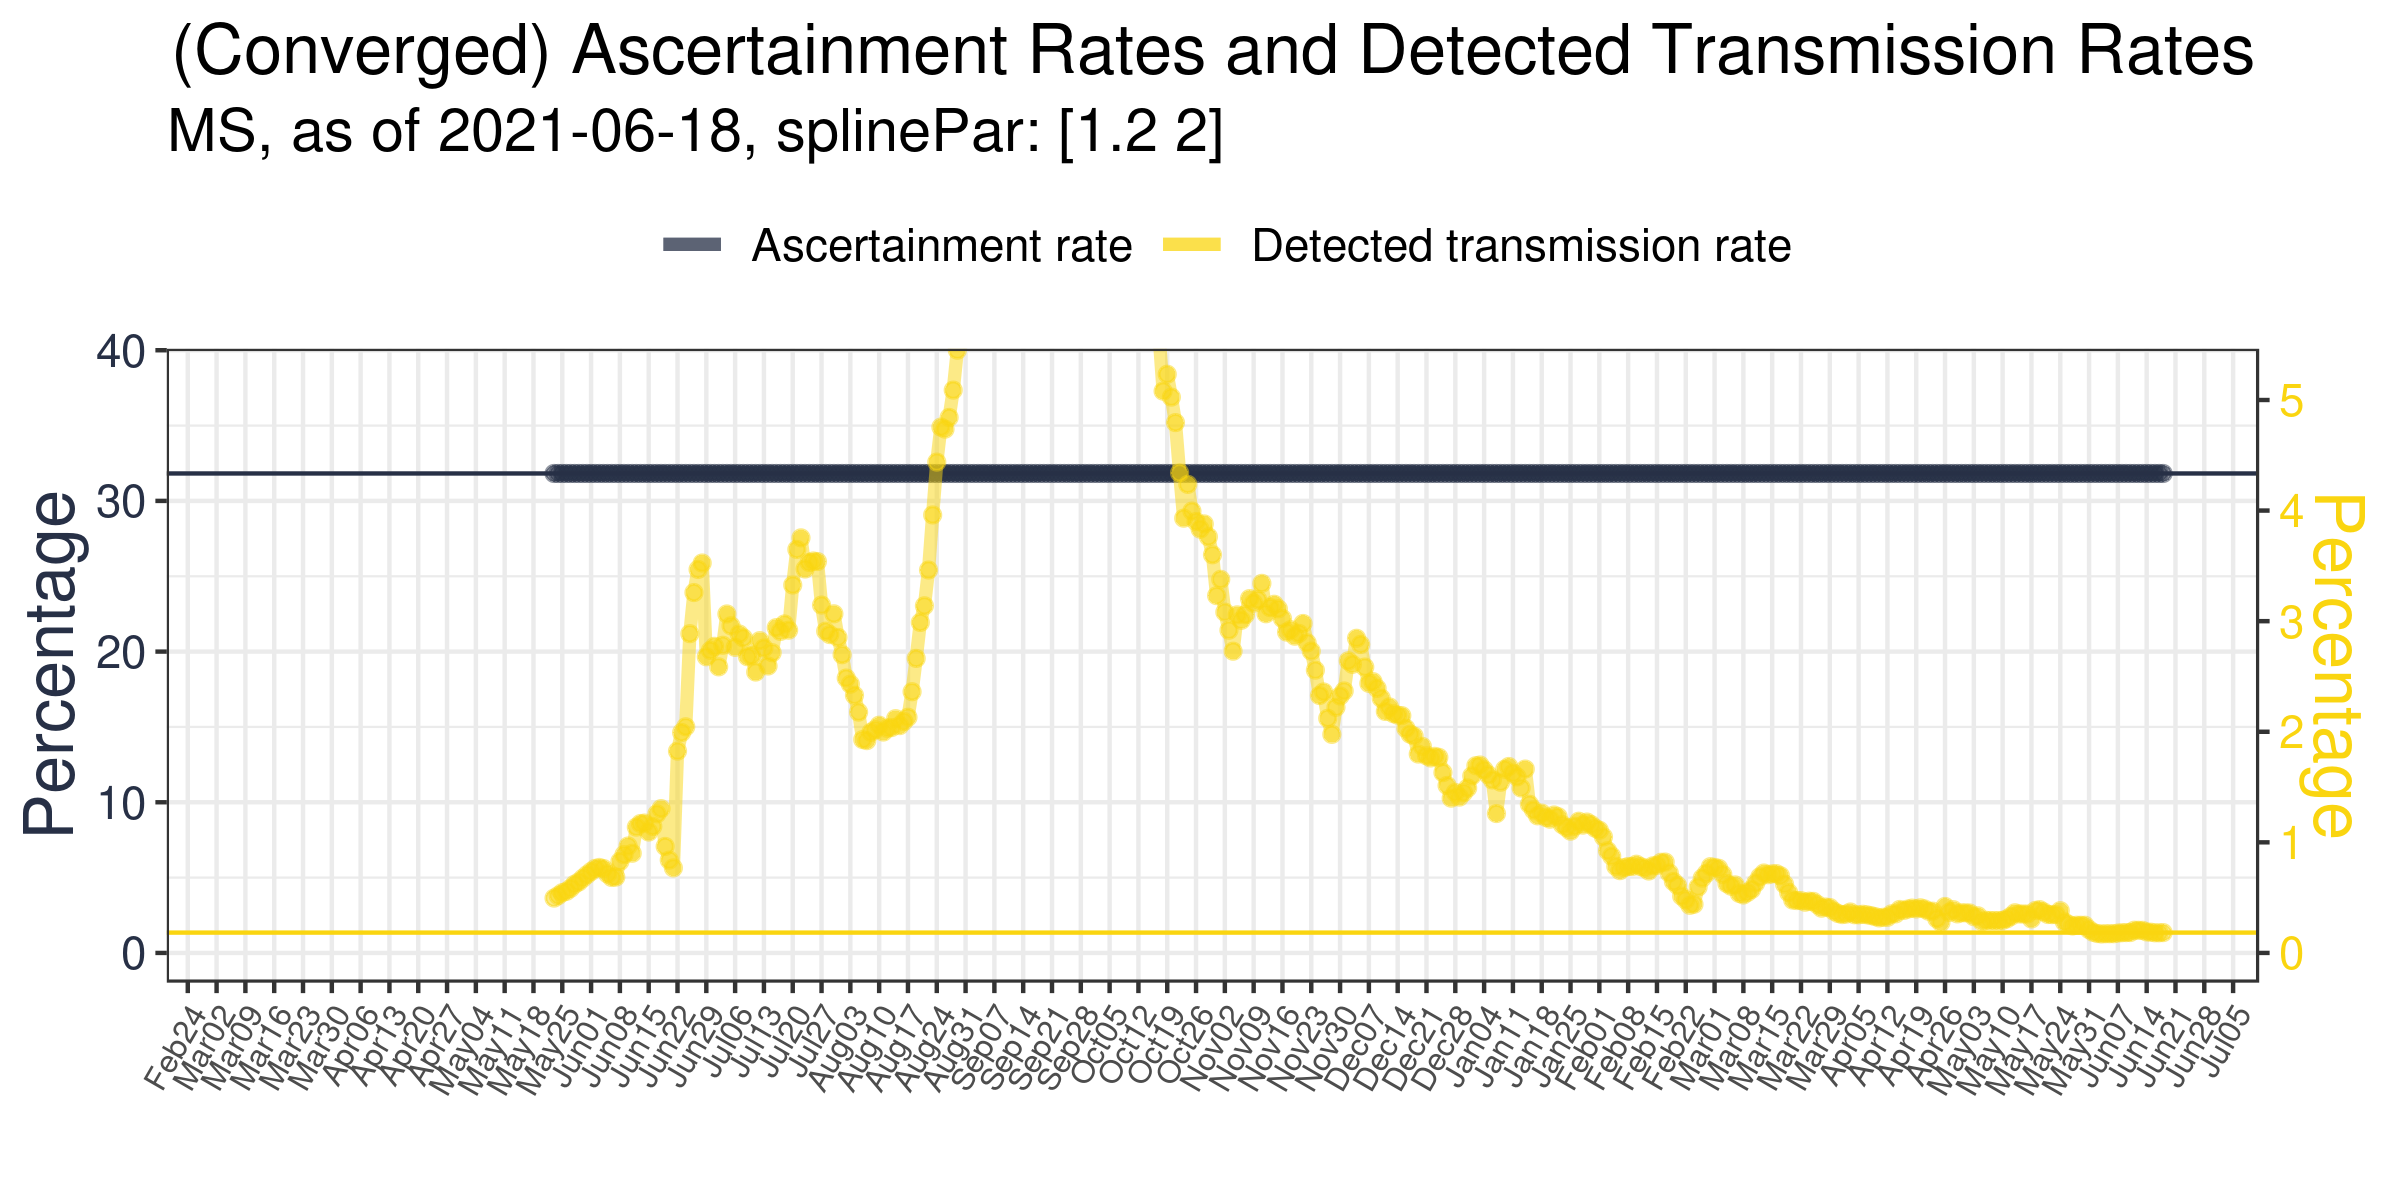 (Converged) Ascertainment Rates and Detected Transmission Rates
MS, as of 2021-06-18, splinePar: [1.2 2]
Ascertainment rate
Detected transmission rate
Percentage
40
30
20
10
0
5
4
3
2
1
0
Percentage
Feb24
Mar02
Mar09
Mar16
Mar23
Mar30
Apr06
Apr13
Apr20
Apr27
May04
May11
May18
May25
Jun01
Jun08
Jun15
Jun22
Jun29
Jul06
Jul13
Jul20
Jul27
Aug03
Aug10
Aug17
Aug24
Aug31
Sep07
Sep14
Sep21
Sep28
Oct05
Oct12
Oct19
Oct26
Nov02
Nov09
Nov16
Nov23
Nov30
Dec07
Dec14
Dec21
Dec28
Jan04
Jan11
Jan18
Jan25
Feb01
Feb08
Feb15
Feb22
Mar01
Mar08
Mar15
Mar22
Mar29
Apr05
Apr12
Apr19
Apr26
May03
May10
May17
May24
May31
Jun07
Jun14
Jun21
Jun28
Jul05